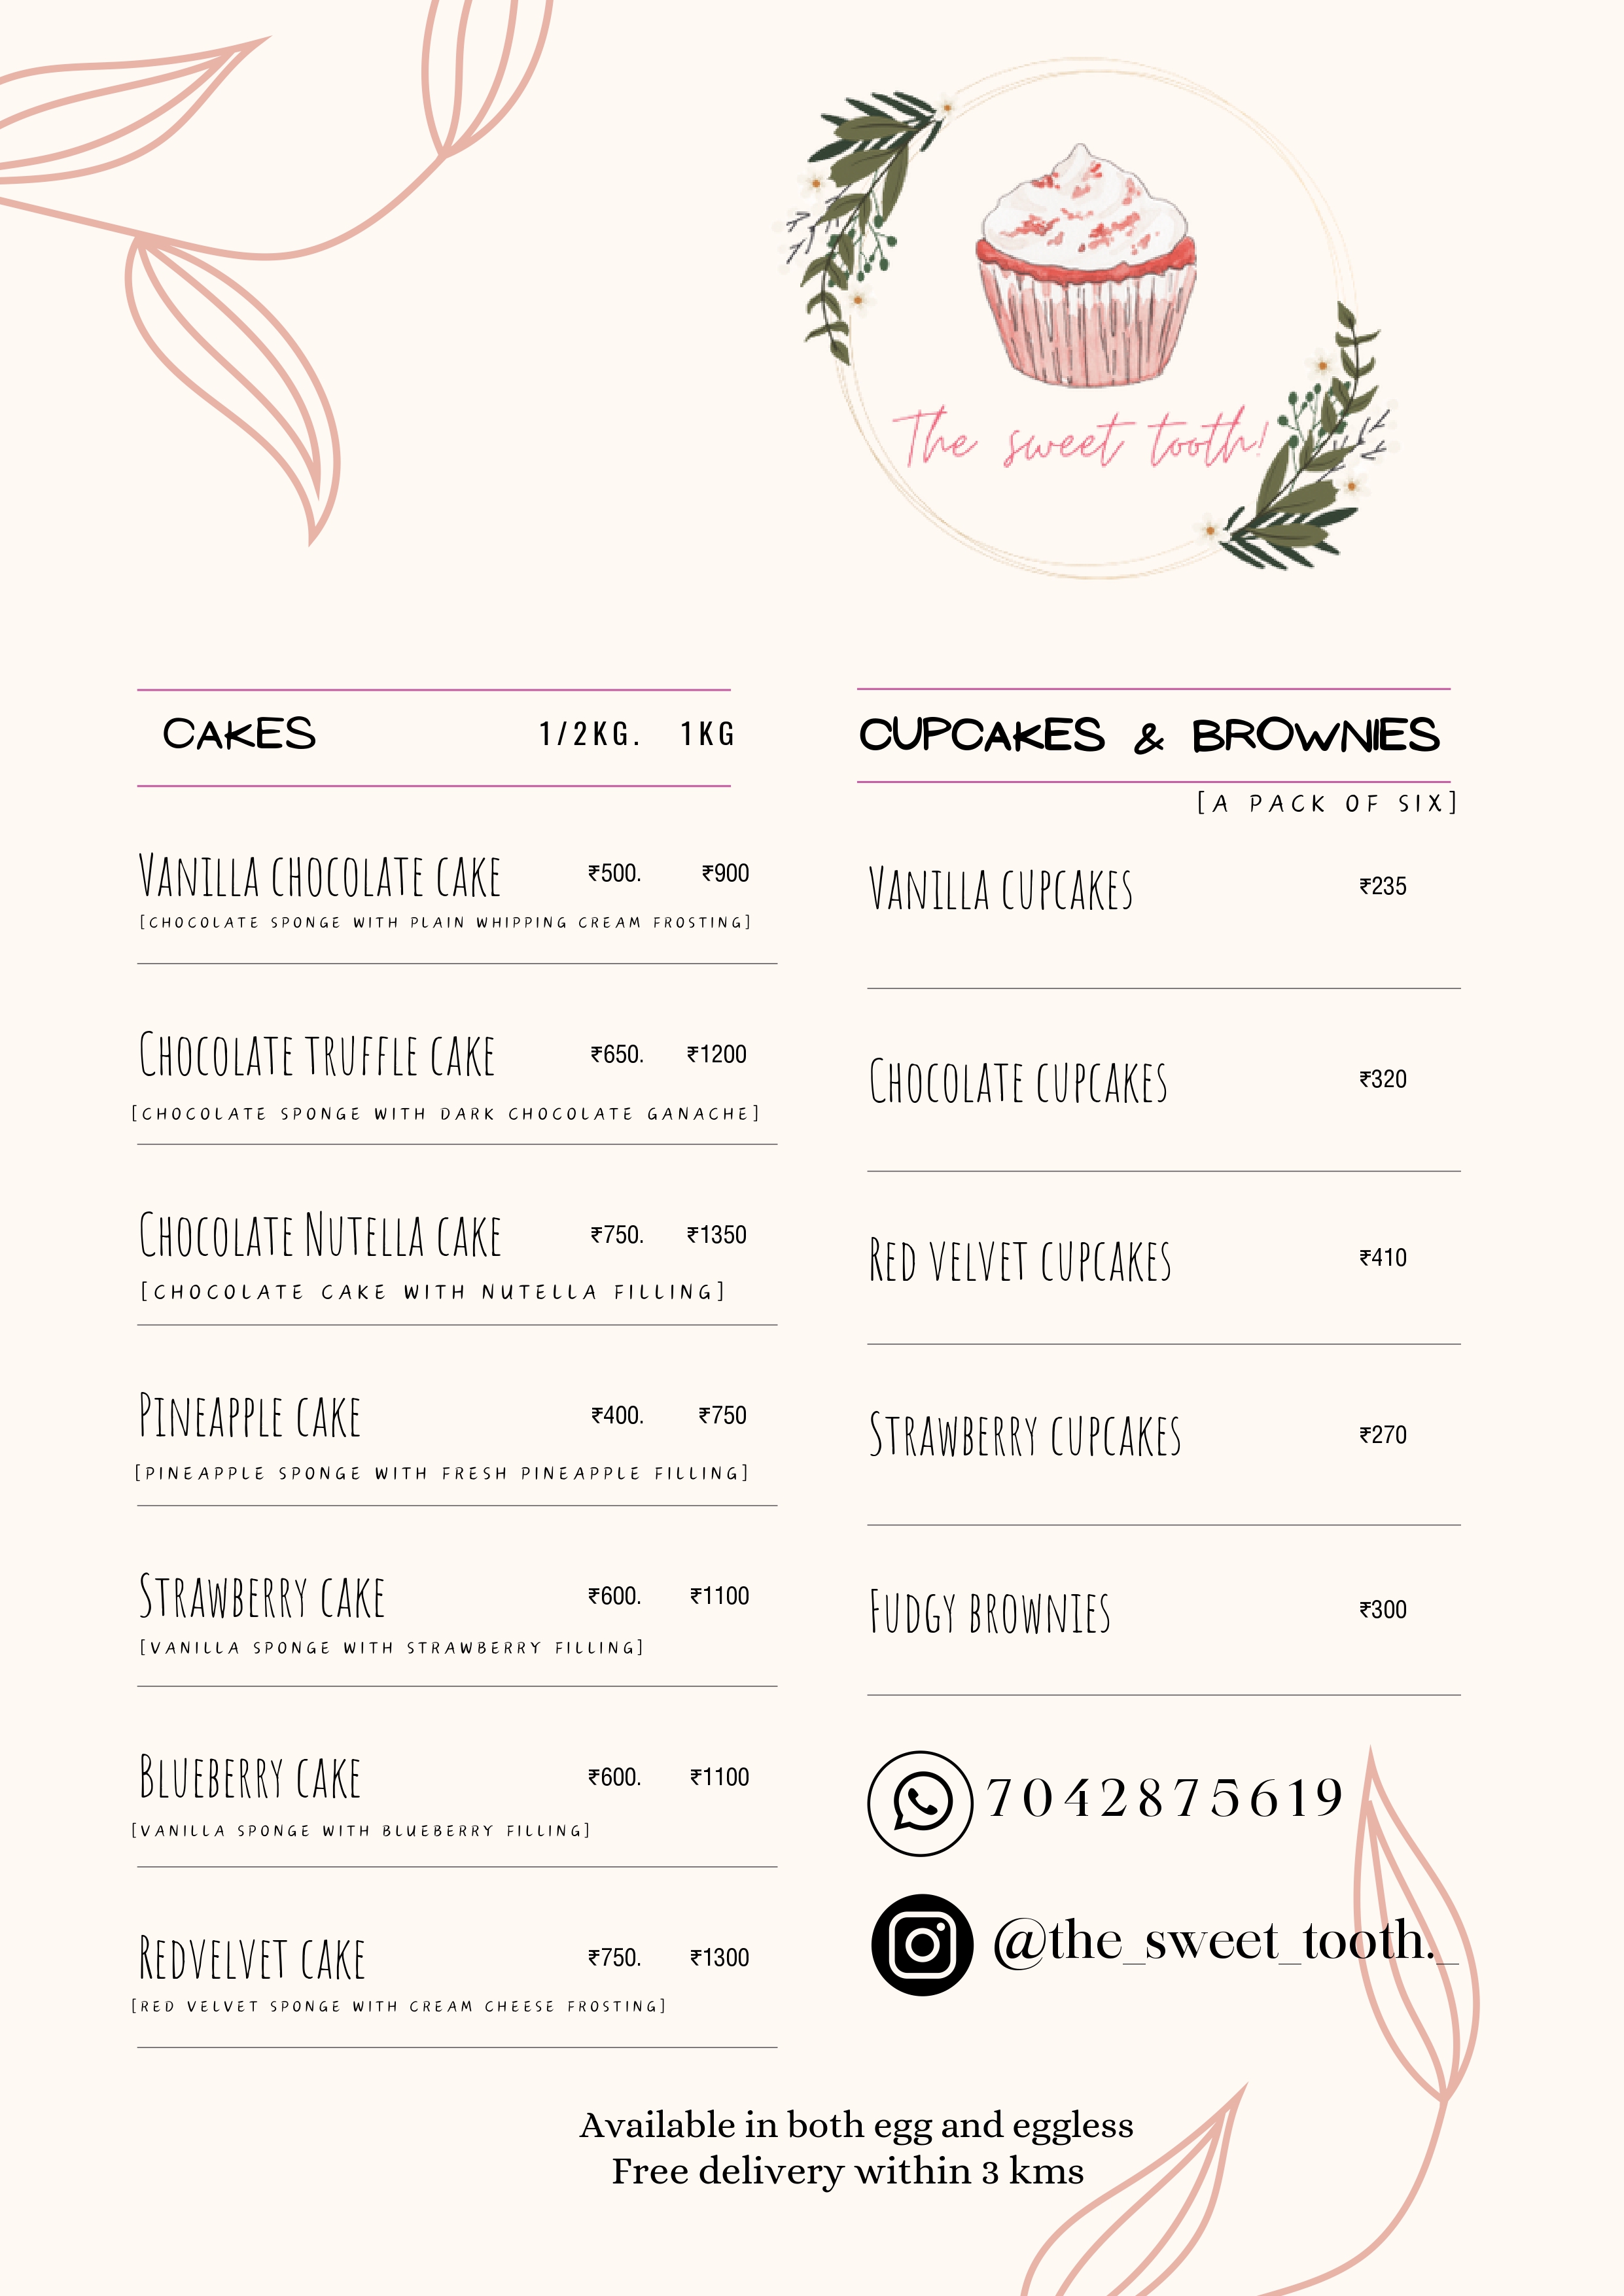 The sweet tooth!
CAKES 1/2KG. 1KG
VANILLA CHOCOLATE CAKE ₹500. ₹900
[CHOCOLATE SPONGE WITH PLAIN WHIPPING CREAM FROSTING]
CHOCOLATE TRUFFLE CAKE ₹650. ₹1200
[CHOCOLATE SPONGE WITH DARK CHOCOLATE GANACHE]
CHOCOLATE NUTELLA CAKE ₹750. ₹1350
[CHOCOLATE CAKE WITH NUTELLA FILLING]
PINEAPPLE CAKE ₹400. ₹750
[PINEAPPLE SPONGE WITH FRESH PINEAPPLE FILLING]
STRAWBERRY CAKE ₹600. ₹1100
[VANILLA SPONGE WITH STRAWBERRY FILLING]
BLUEBERRY CAKE ₹600. ₹1100
[VANILLA SPONGE WITH BLUEBERRY FILLING]
REDVELVET CAKE ₹750. ₹1300
[RED VELVET SPONGE WITH CREAM CHEESE FROSTING]
CUPCAKES & BROWNIES
[A PACK OF SIX]
VANILLA CUPCAKES ₹235
CHOCOLATE CUPCAKES ₹320
RED VELVET CUPCAKES ₹410
STRAWBERRY CUPCAKES ₹270
FUDGY BROWNIES ₹300
7042875619
@the_sweet_tooth._
Available in both egg and eggless
Free delivery within 3 kms